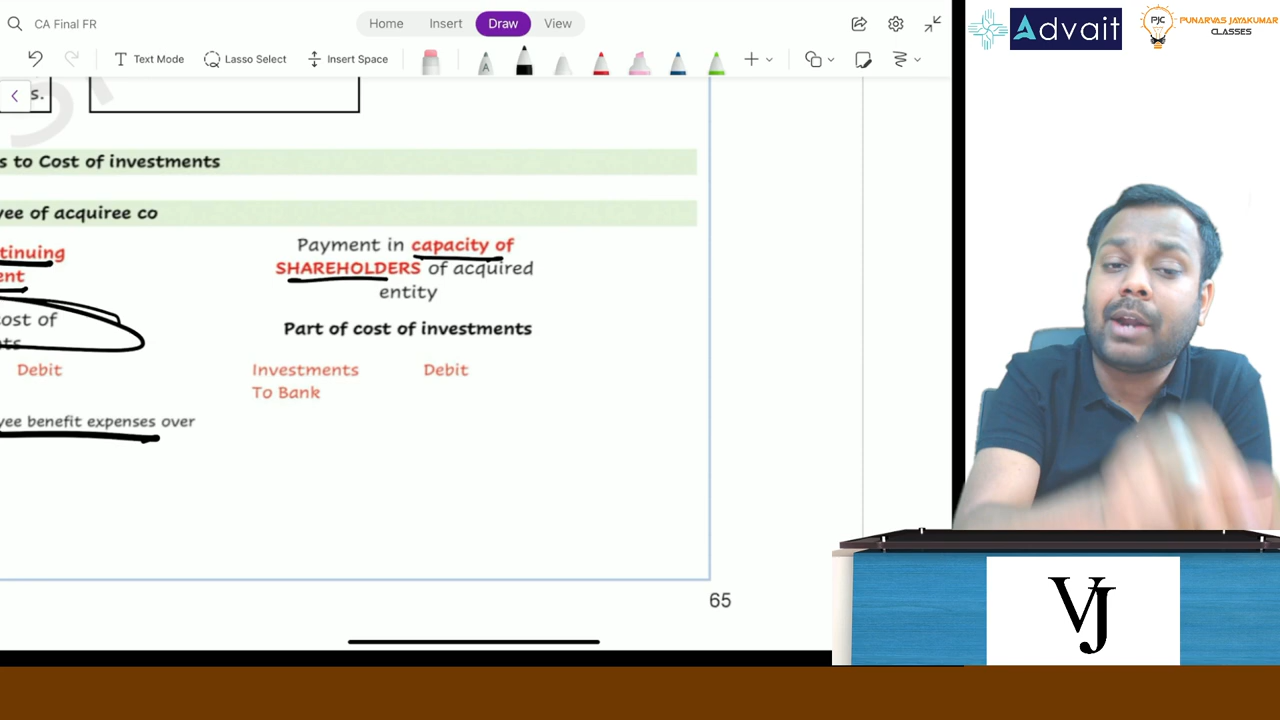 CA Final FR
Home Insert Draw View
Text Mode Lasso Select Insert Space
Advait
PJC PUNARVAS JAYAKUMAR
CLASSES
s.
s to Cost of investments
yee of acquiree co
tinuing
ent
cost of
ts
Debit
yee benefit expenses over
Payment in capacity of
SHAREHOLDERS of acquired
entity
Part of cost of investments
Investments Debit
To Bank
65
VJ